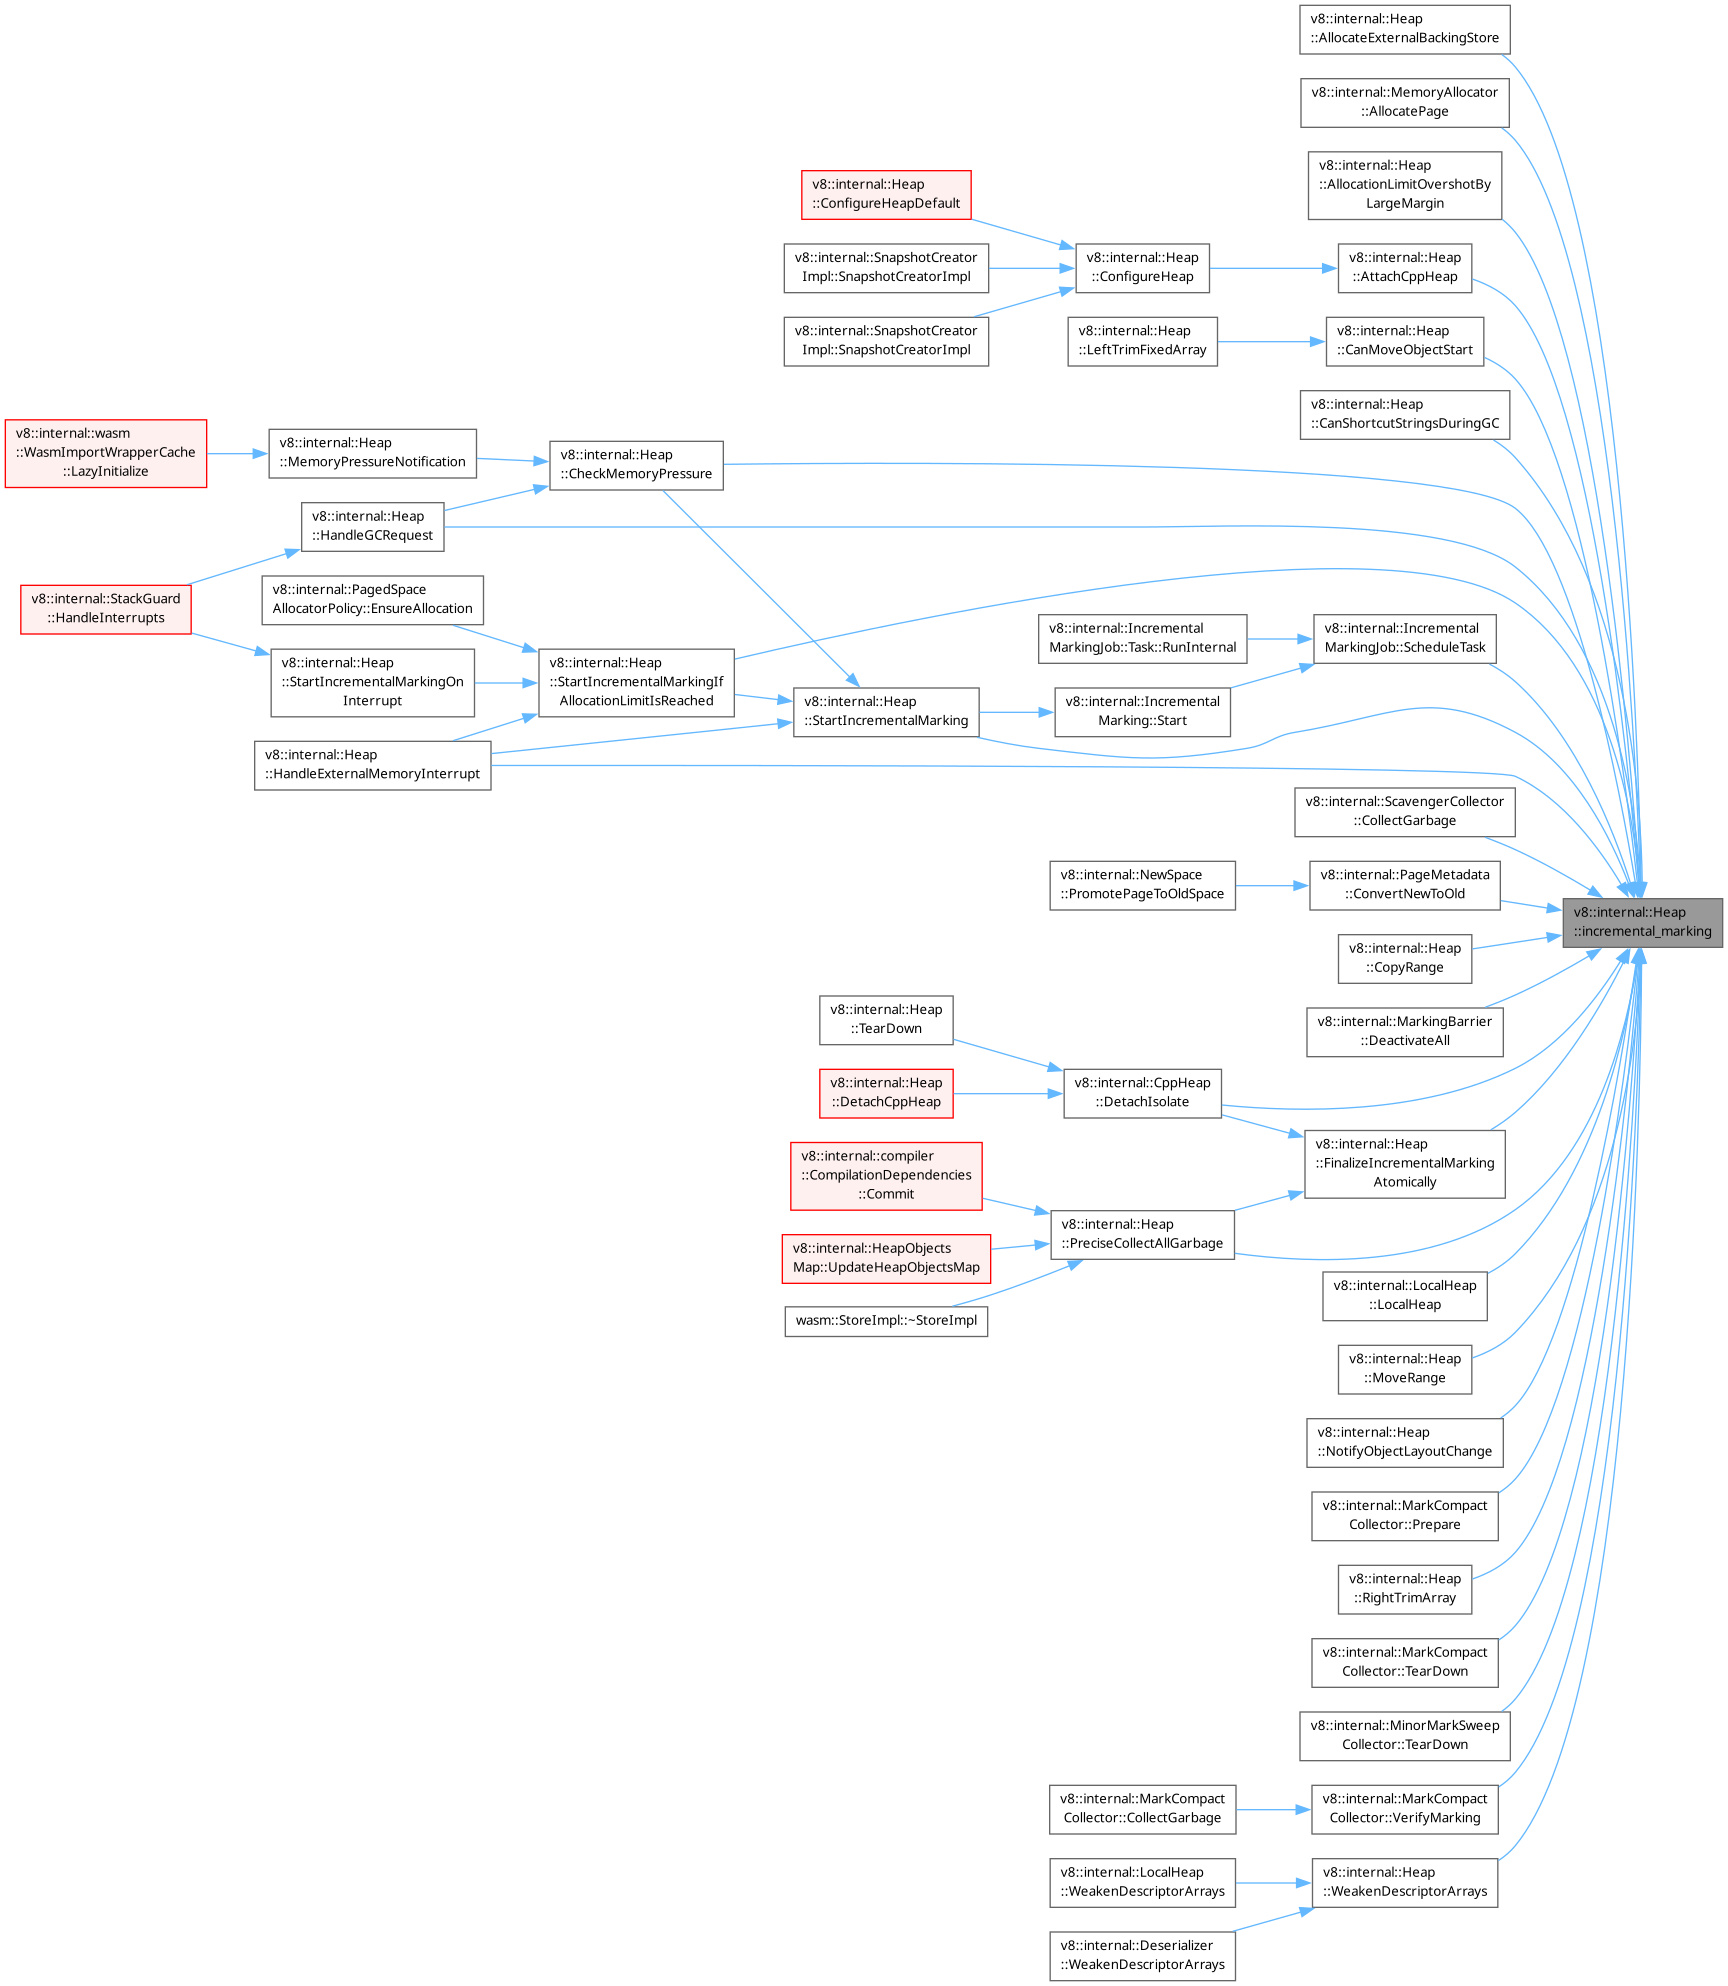 v8::internal::Heap
::AllocateExternalBackingStore
v8::internal::MemoryAllocator
::AllocatePage
v8::internal::Heap
::AllocationLimitOvershotBy
LargeMargin
v8::internal::Heap
::ConfigureHeapDefault
v8::internal::SnapshotCreator
Impl::SnapshotCreatorImpl
v8::internal::Heap
::ConfigureHeap
v8::internal::Heap
::AttachCppHeap
v8::internal::SnapshotCreator
Impl::SnapshotCreatorImpl
v8::internal::Heap
::LeftTrimFixedArray
v8::internal::Heap
::CanMoveObjectStart
v8::internal::Heap
::CanShortcutStringsDuringGC
v8::internal::wasm
::WasmImportWrapperCache
::LazyInitialize
v8::internal::Heap
::MemoryPressureNotification
v8::internal::Heap
::CheckMemoryPressure
v8::internal::Heap
::HandleGCRequest
v8::internal::StackGuard
::HandleInterrupts
v8::internal::PagedSpace
AllocatorPolicy::EnsureAllocation
v8::internal::Heap
::StartIncrementalMarkingOn
Interrupt
v8::internal::Heap
::StartIncrementalMarkingIf
AllocationLimitIsReached
v8::internal::Heap
::HandleExternalMemoryInterrupt
v8::internal::Heap
::StartIncrementalMarking
v8::internal::Incremental
MarkingJob::Task::RunInternal
v8::internal::Incremental
MarkingJob::ScheduleTask
v8::internal::Incremental
Marking::Start
v8::internal::ScavengerCollector
::CollectGarbage
v8::internal::NewSpace
::PromotePageToOldSpace
v8::internal::PageMetadata
::ConvertNewToOld
v8::internal::Heap
::incremental_marking
v8::internal::Heap
::CopyRange
v8::internal::MarkingBarrier
::DeactivateAll
v8::internal::Heap
::TearDown
v8::internal::Heap
::DetachCppHeap
v8::internal::CppHeap
::DetachIsolate
v8::internal::Heap
::FinalizeIncrementalMarking
Atomically
v8::internal::compiler
::CompilationDependencies
::Commit
v8::internal::HeapObjects
Map::UpdateHeapObjectsMap
v8::internal::Heap
::PreciseCollectAllGarbage
wasm::StoreImpl::~StoreImpl
v8::internal::LocalHeap
::LocalHeap
v8::internal::Heap
::MoveRange
v8::internal::Heap
::NotifyObjectLayoutChange
v8::internal::MarkCompact
Collector::Prepare
v8::internal::Heap
::RightTrimArray
v8::internal::MarkCompact
Collector::TearDown
v8::internal::MinorMarkSweep
Collector::TearDown
v8::internal::MarkCompact
Collector::CollectGarbage
v8::internal::MarkCompact
Collector::VerifyMarking
v8::internal::LocalHeap
::WeakenDescriptorArrays
v8::internal::Heap
::WeakenDescriptorArrays
v8::internal::Deserializer
::WeakenDescriptorArrays